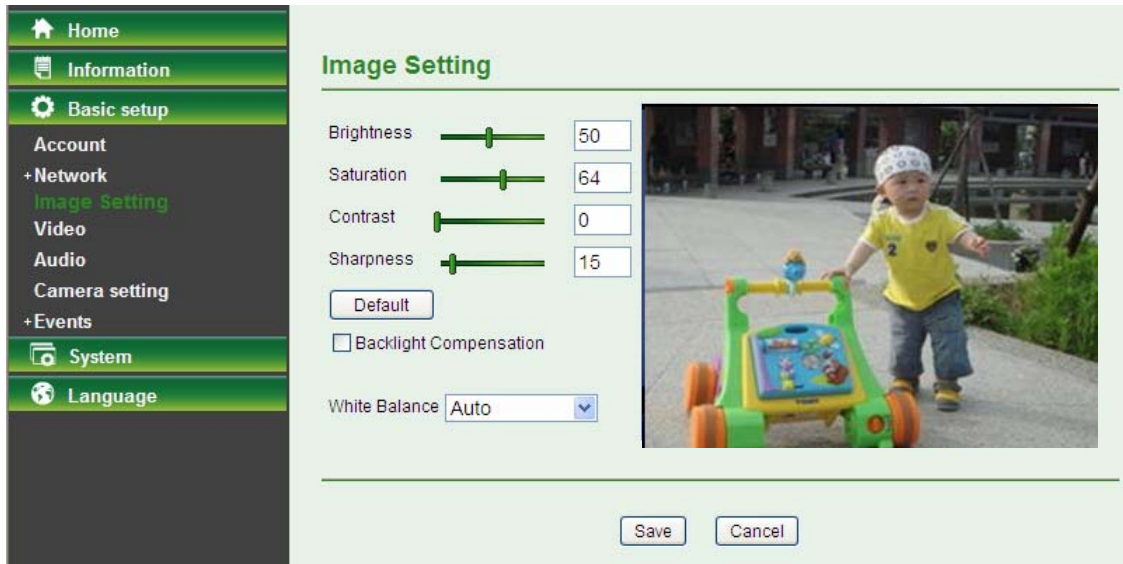 Home
Information
Basic setup
Account
+Network
Image Setting
Video
Audio
Camera setting
+Events
System
Language
Image Setting
Brightness 50
Saturation 64
Contrast 0
Sharpness 15
Default
Backlight Compensation
White Balance Auto
2
Save Cancel